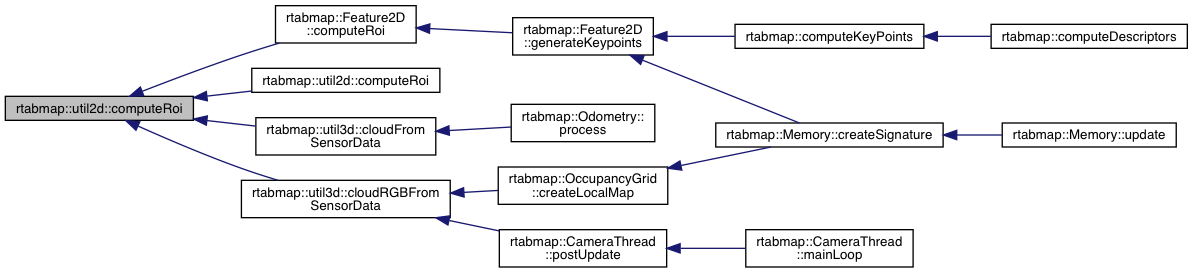 rtabmap::util2d::computeRoi
rtabmap::Feature2D
::computeRoi
rtabmap::util2d::computeRoi
rtabmap::util3d::cloudFrom
SensorData
rtabmap::util3d::cloudRGBFrom
SensorData
rtabmap::Feature2D
::generateKeypoints
rtabmap::Odometry::
process
rtabmap::OccupancyGrid
::createLocalMap
rtabmap::CameraThread
::postUpdate
rtabmap::computeKeyPoints
rtabmap::Memory::createSignature
rtabmap::CameraThread
::mainLoop
rtabmap::computeDescriptors
rtabmap::Memory::update